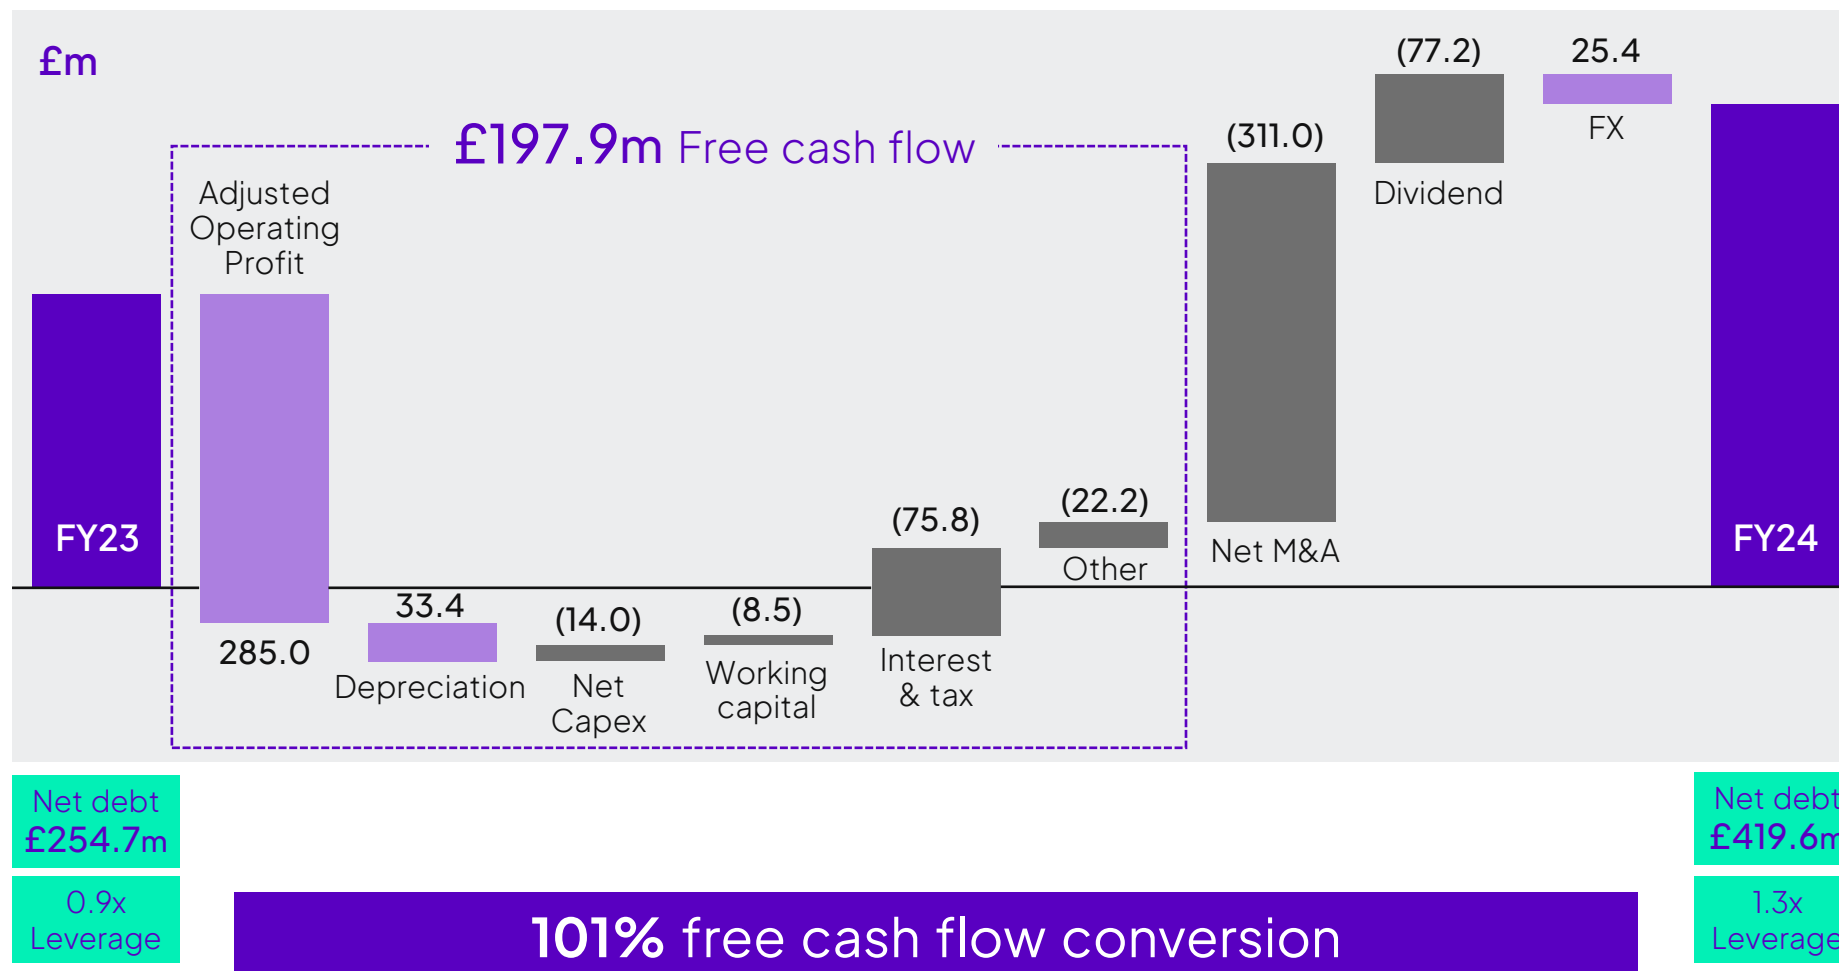 £m
£197.9m Free cash flow
FY23
Adjusted
Operating
Profit
285.0
33.4
Depreciation
(14.0)
Net
Capex
(8.5)
Working
capital
(75.8)
Interest
& tax
(22.2)
Other
(311.0)
Net M&A
(77.2)
Dividend
25.4
FX
FY24
Net debt
£254.7m
0.9x
Leverage
101% free cash flow conversion
Net debt
£419.6m
1.3x
Leverage